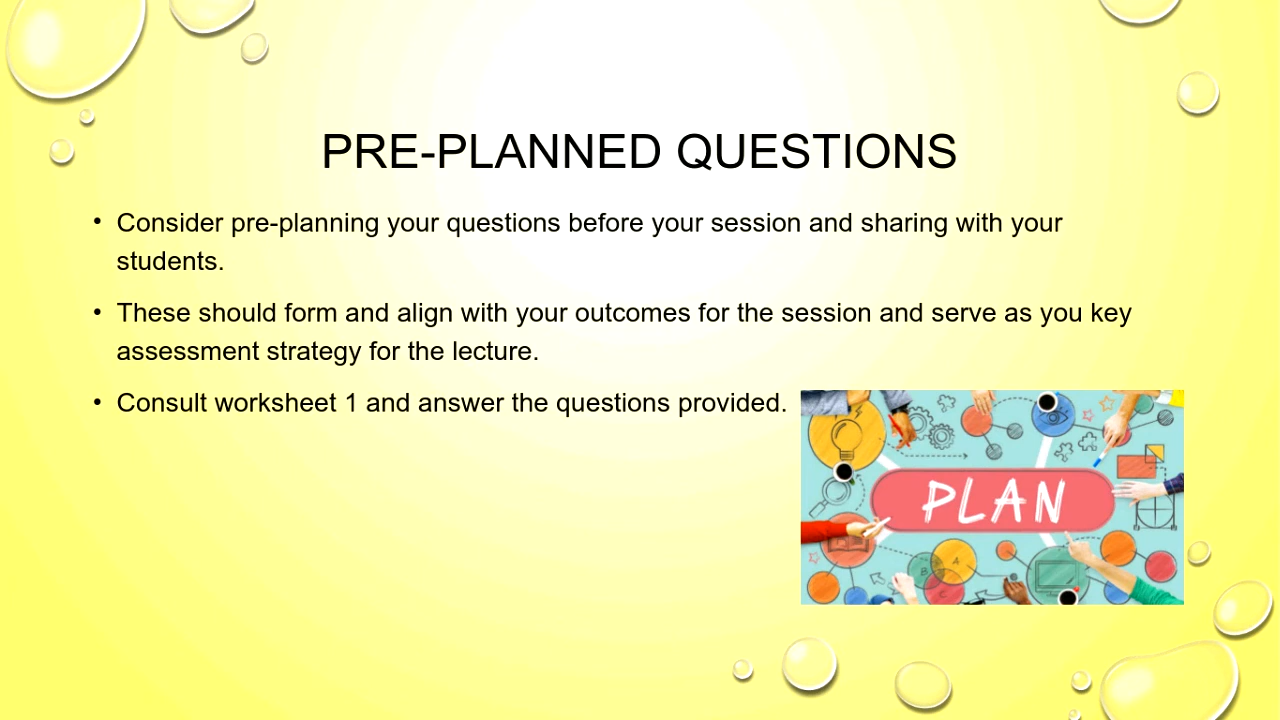 PRE-PLANNED QUESTIONS
• Consider pre-planning your questions before your session and sharing with your
students.
• These should form and align with your outcomes for the session and serve as you key
assessment strategy for the lecture.
• Consult worksheet 1 and answer the questions provided.
PLAN
A
B
C